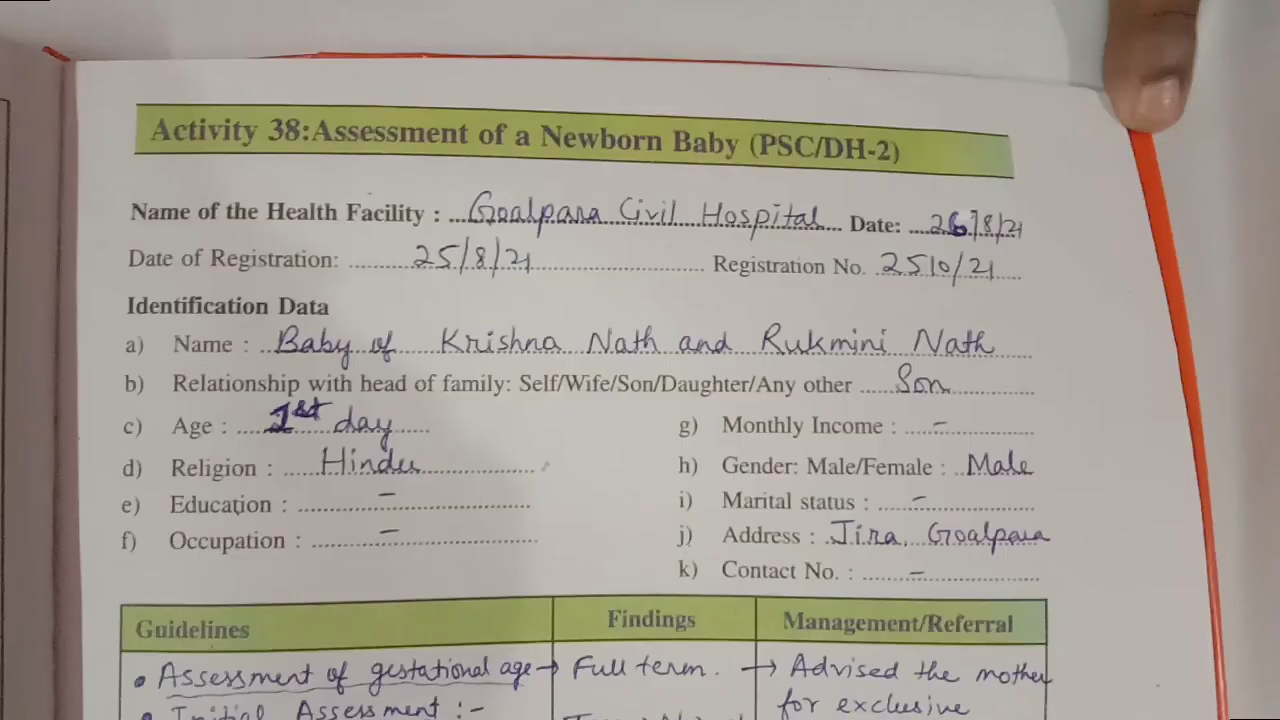 Activity 38:Assessment of a Newborn Baby (PSC/DH-2)
Name of the Health Facility : Goalpara Civil Hospital Date: 26/8/21
Date of Registration: 25/8/21 Registration No. 2510/21
Identification Data
a) Name : Baby of Krishna Nath and Rukmini Nath
b) Relationship with head of family: Self/Wife/Son/Daughter/Any other Son
c) Age : 1st day g) Monthly Income : -
d) Religion : Hindu h) Gender: Male/Female : Male
e) Education : - i) Marital status : -
f) Occupation : - j) Address : Jira, Goalpara
k) Contact No. : -
Guidelines Findings Management/Referral
• Assessment of gestational age → Full term. → Advised the mother
• Initial Assessment :- for exclusive